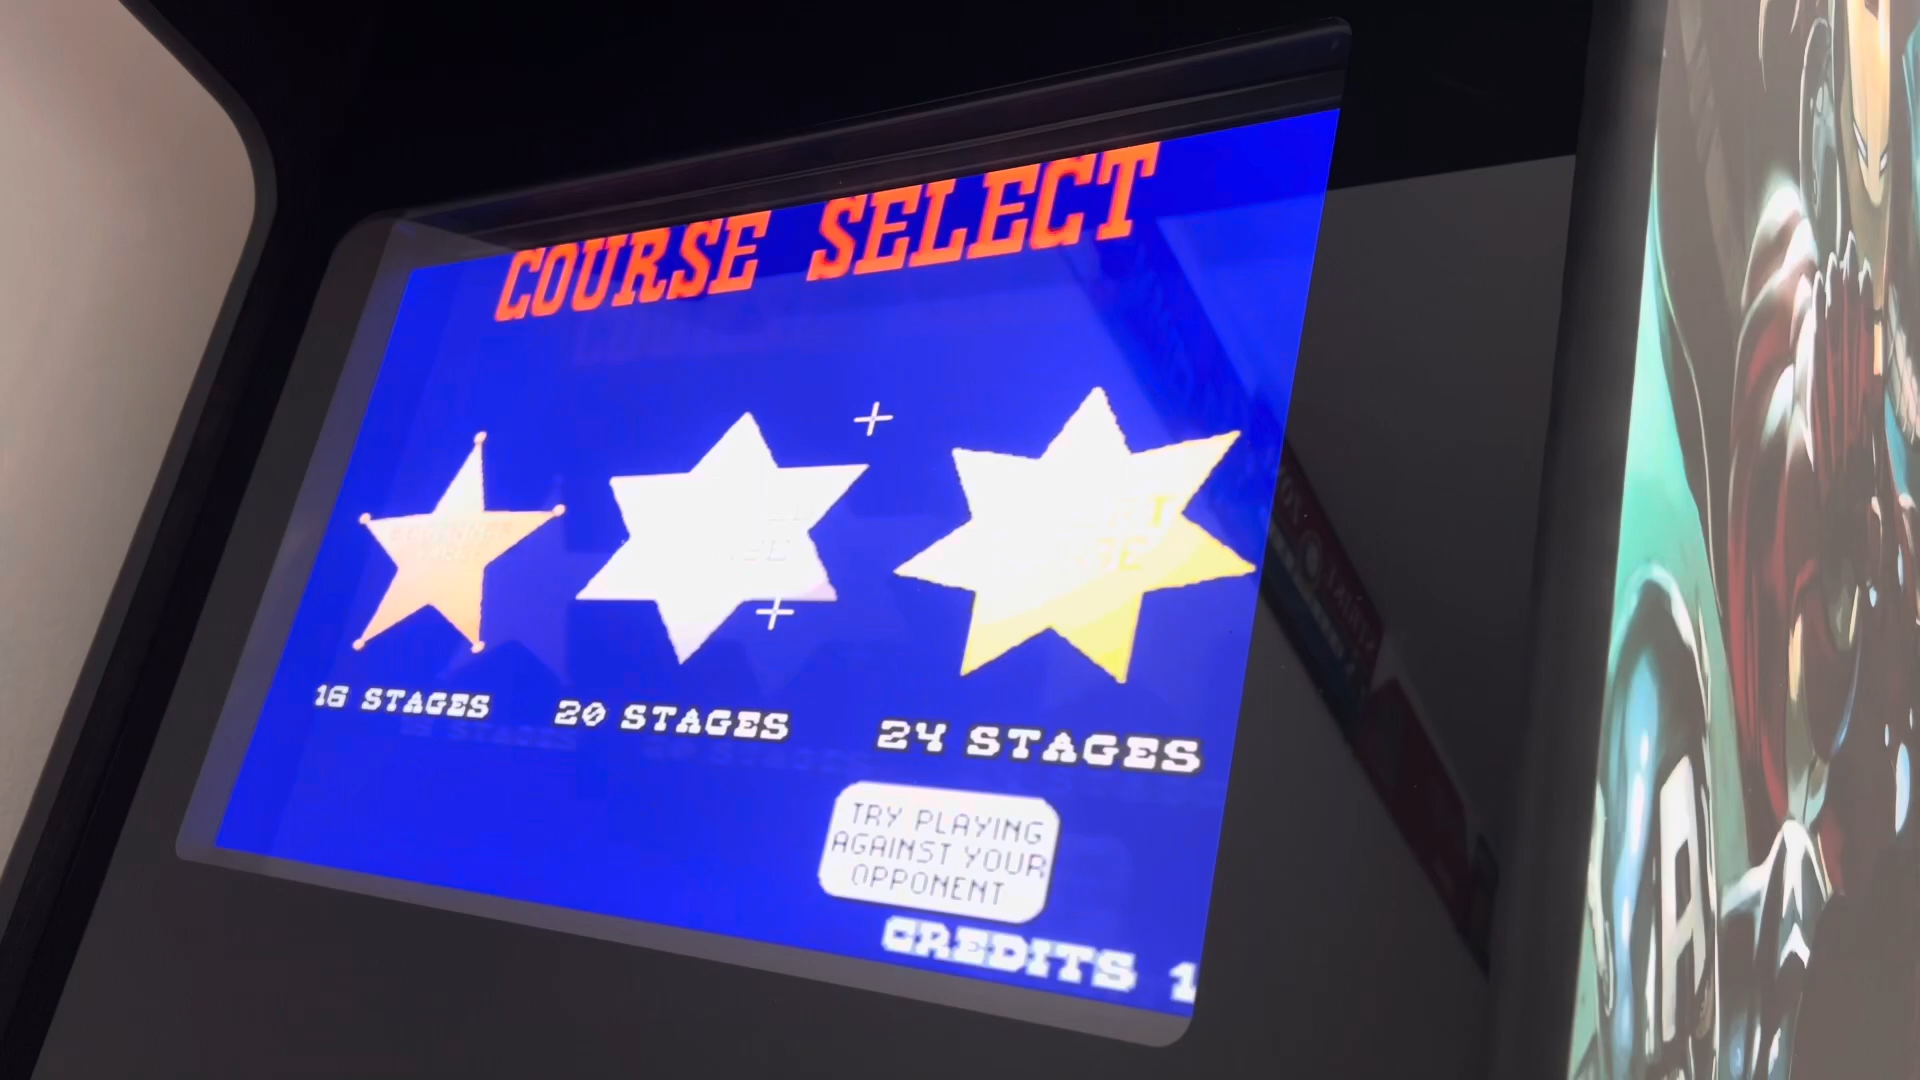 COURSE SELECT
16 STAGES
20 STAGES
24 STAGES
TRY PLAYING
AGAINST YOUR
OPPONENT
CREDITS 1
A